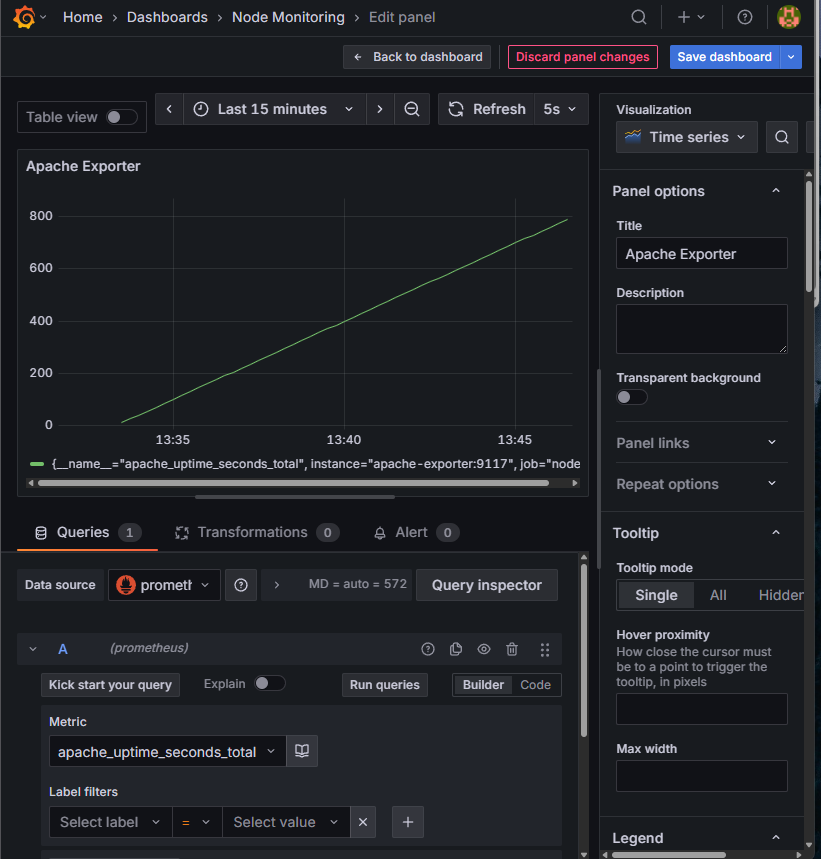 Home › Dashboards › Node Monitoring › Edit panel
Back to dashboard
Discard panel changes
Save dashboard
Table view
Last 15 minutes
Refresh
5s
Visualization
Time series
Apache Exporter
800
600
400
200
0
13:35
13:40
13:45
{__name__="apache_uptime_seconds_total", instance="apache-exporter:9117", job="node
Panel options
Title
Apache Exporter
Description
Transparent background
Panel links
Repeat options
Tooltip
Tooltip mode
Single
All
Hidden
Hover proximity
How close the cursor must
be to a point to trigger the
tooltip, in pixels
Max width
Legend
Queries 1
Transformations 0
Alert 0
Data source
prometh
MD = auto = 572
Query inspector
A
(prometheus)
Kick start your query
Explain
Run queries
Builder
Code
Metric
apache_uptime_seconds_total
Label filters
Select label
=
Select value